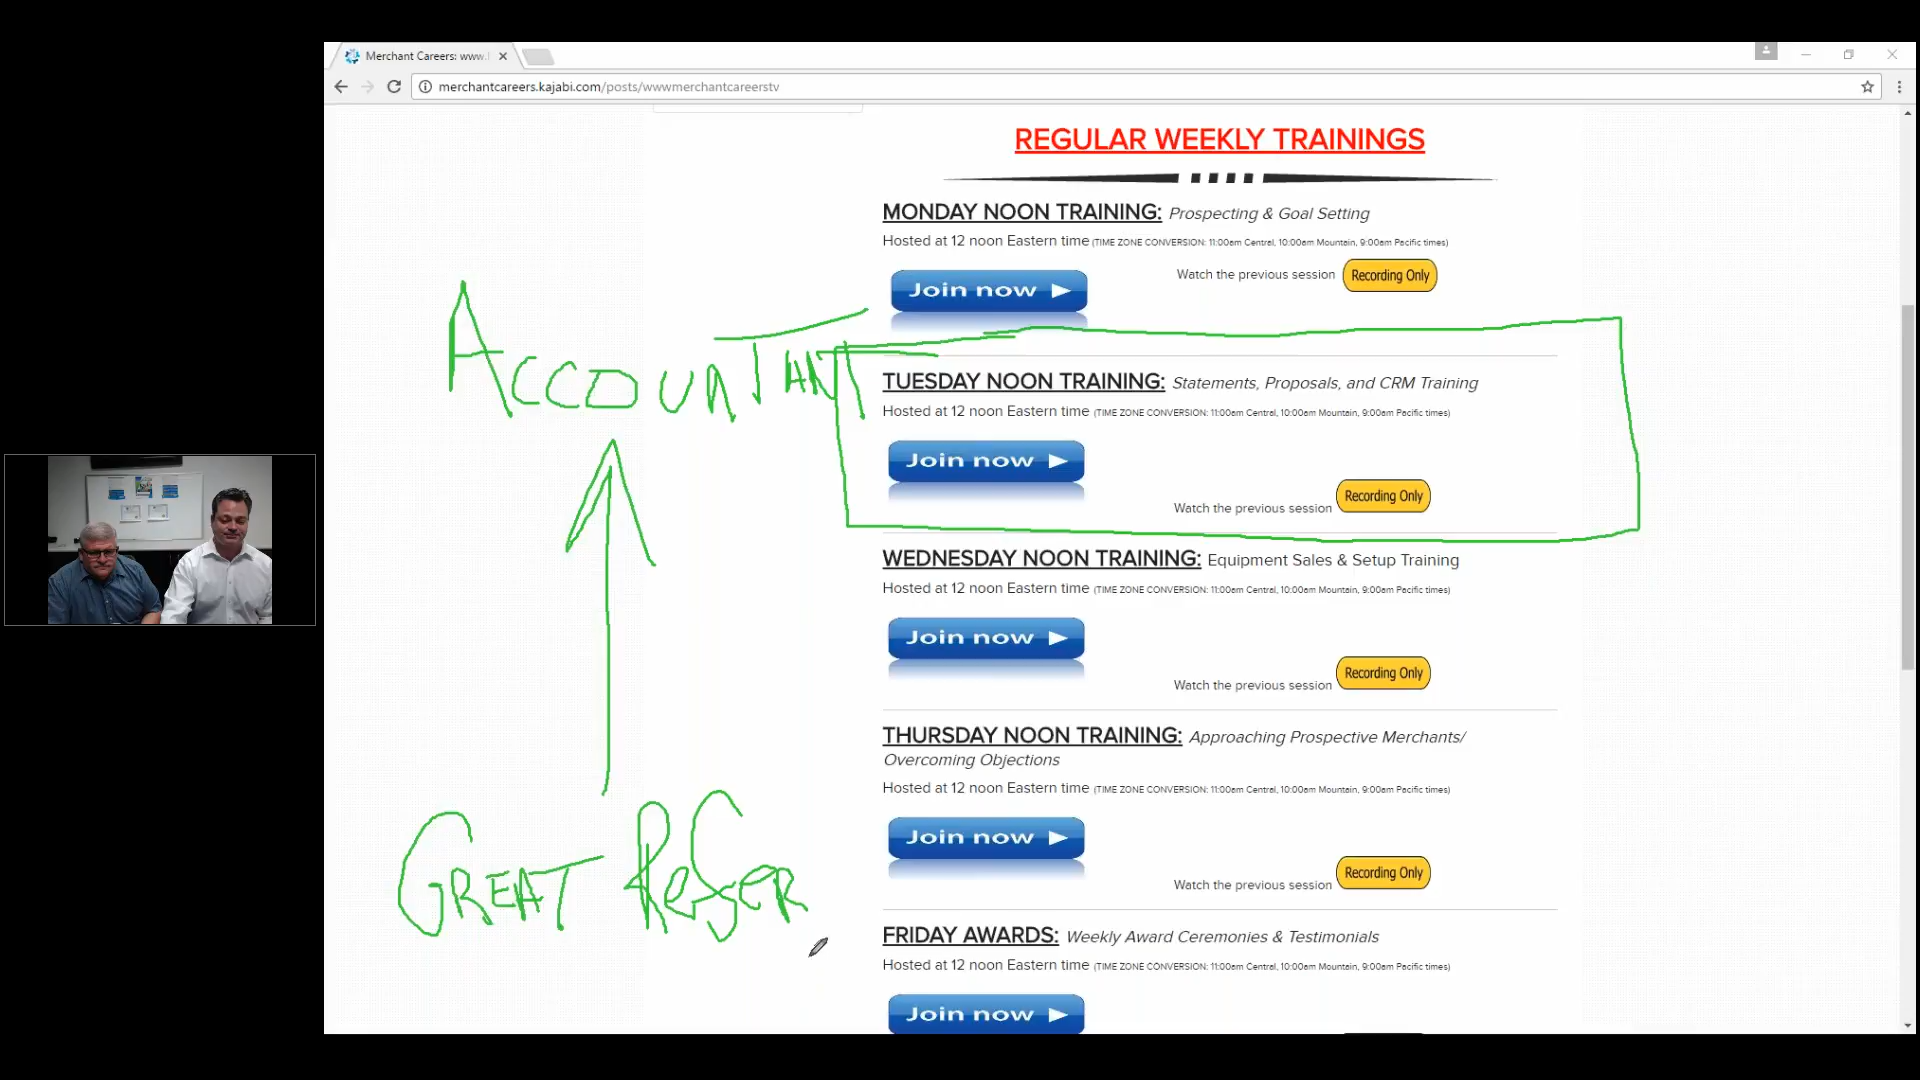 Merchant Careers: www.
merchantcareers.kajabi.com/posts/wwwmerchantcareerstv
REGULAR WEEKLY TRAININGS
MONDAY NOON TRAINING: Prospecting & Goal Setting
Hosted at 12 noon Eastern time (TIME ZONE CONVERSION: 11:00am Central, 10:00am Mountain, 9:00am Pacific times)
Join now
Watch the previous session Recording Only
ACCOUNTANT
TUESDAY NOON TRAINING: Statements, Proposals, and CRM Training
Hosted at 12 noon Eastern time (TIME ZONE CONVERSION: 11:00am Central, 10:00am Mountain, 9:00am Pacific times)
Join now
Watch the previous session Recording Only
WEDNESDAY NOON TRAINING: Equipment Sales & Setup Training
Hosted at 12 noon Eastern time (TIME ZONE CONVERSION: 11:00am Central, 10:00am Mountain, 9:00am Pacific times)
Join now
Watch the previous session Recording Only
THURSDAY NOON TRAINING: Approaching Prospective Merchants/
Overcoming Objections
Hosted at 12 noon Eastern time (TIME ZONE CONVERSION: 11:00am Central, 10:00am Mountain, 9:00am Pacific times)
Join now
Watch the previous session Recording Only
GREAT
FRIDAY AWARDS: Weekly Award Ceremonies & Testimonials
Hosted at 12 noon Eastern time (TIME ZONE CONVERSION: 11:00am Central, 10:00am Mountain, 9:00am Pacific times)
Join now